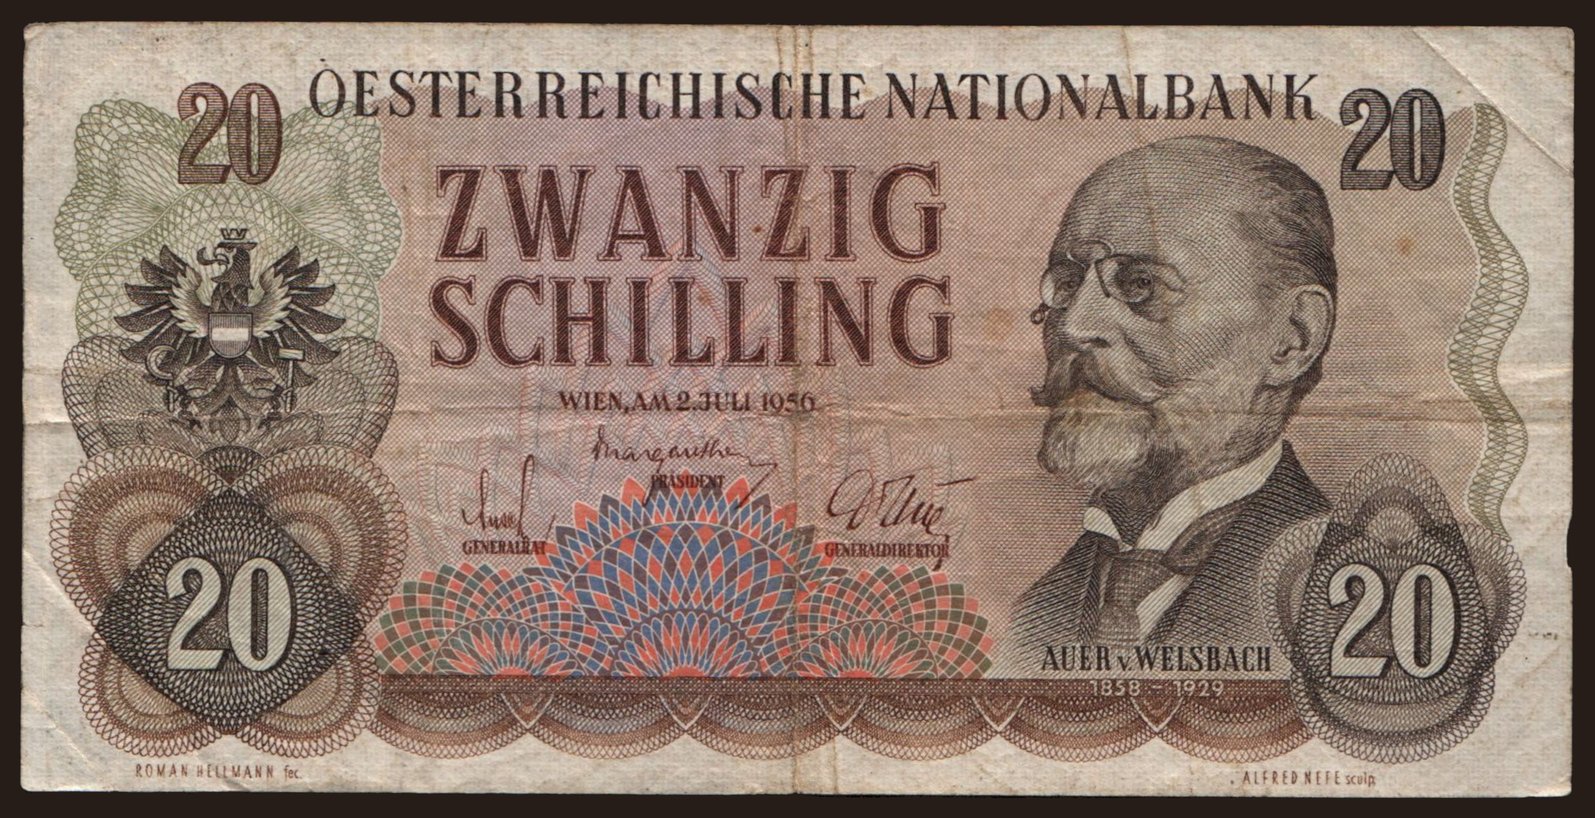 20 OESTERREICHISCHE NATIONALBANK 20
ZWANZIG
SCHILLING
WIEN, AM 2. JULI 1956
PRÄSIDENT
GENERALRAT
GENERALDIREKTOR
20
20
AUER v. WELSBACH
1858 - 1929
ROMAN HELLMANN fec.
ALFRED NEFE sculp.